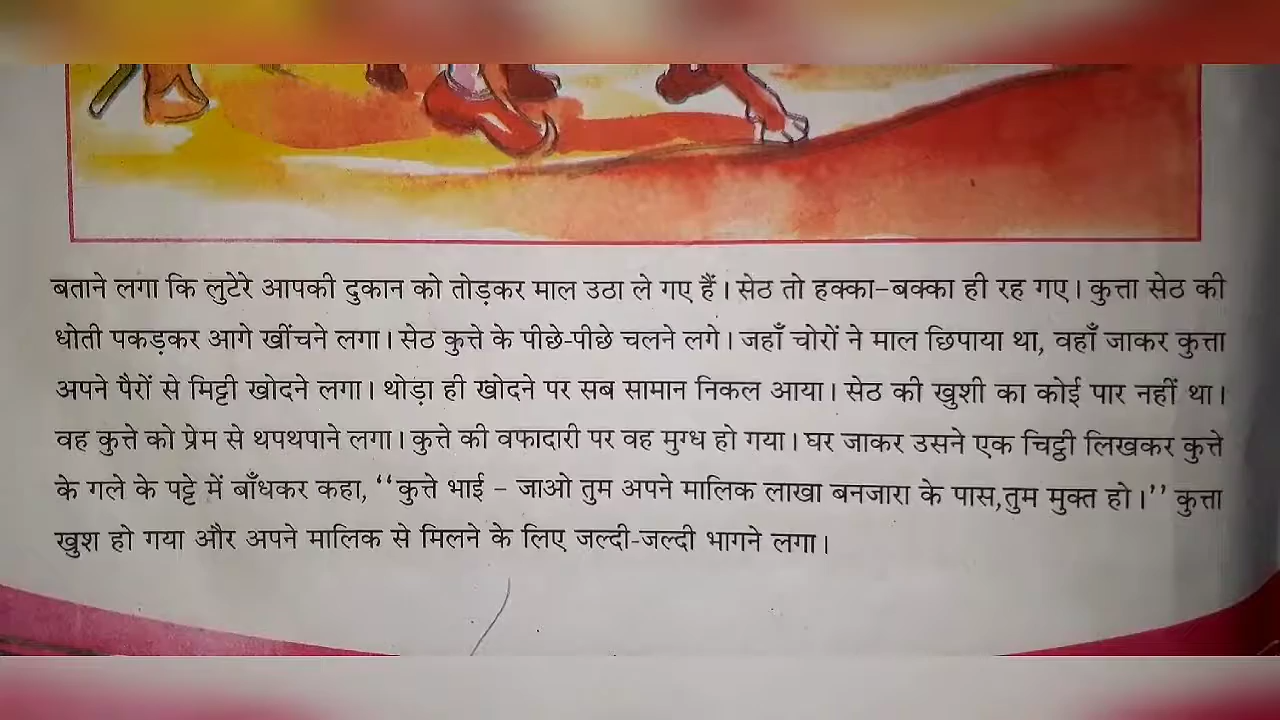 बताने लगा कि लुटेरे आपकी दुकान को तोड़कर माल उठा ले गए हैं। सेठ तो हक्का-बक्का ही रह गए। कुत्ता सेठ की
धोती पकड़कर आगे खींचने लगा। सेठ कुत्ते के पीछे-पीछे चलने लगे। जहाँ चोरों ने माल छिपाया था, वहाँ जाकर कुत्ता
अपने पैरों से मिट्टी खोदने लगा। थोड़ा ही खोदने पर सब सामान निकल आया। सेठ की खुशी का कोई पार नहीं था।
वह कुत्ते को प्रेम से थपथपाने लगा। कुत्ते की वफादारी पर वह मुग्ध हो गया। घर जाकर उसने एक चिट्ठी लिखकर कुत्ते
के गले के पट्टे में बाँधकर कहा, ‘‘कुत्ते भाई – जाओ तुम अपने मालिक लाखा बनजारा के पास,तुम मुक्त हो।’’ कुत्ता
खुश हो गया और अपने मालिक से मिलने के लिए जल्दी-जल्दी भागने लगा।